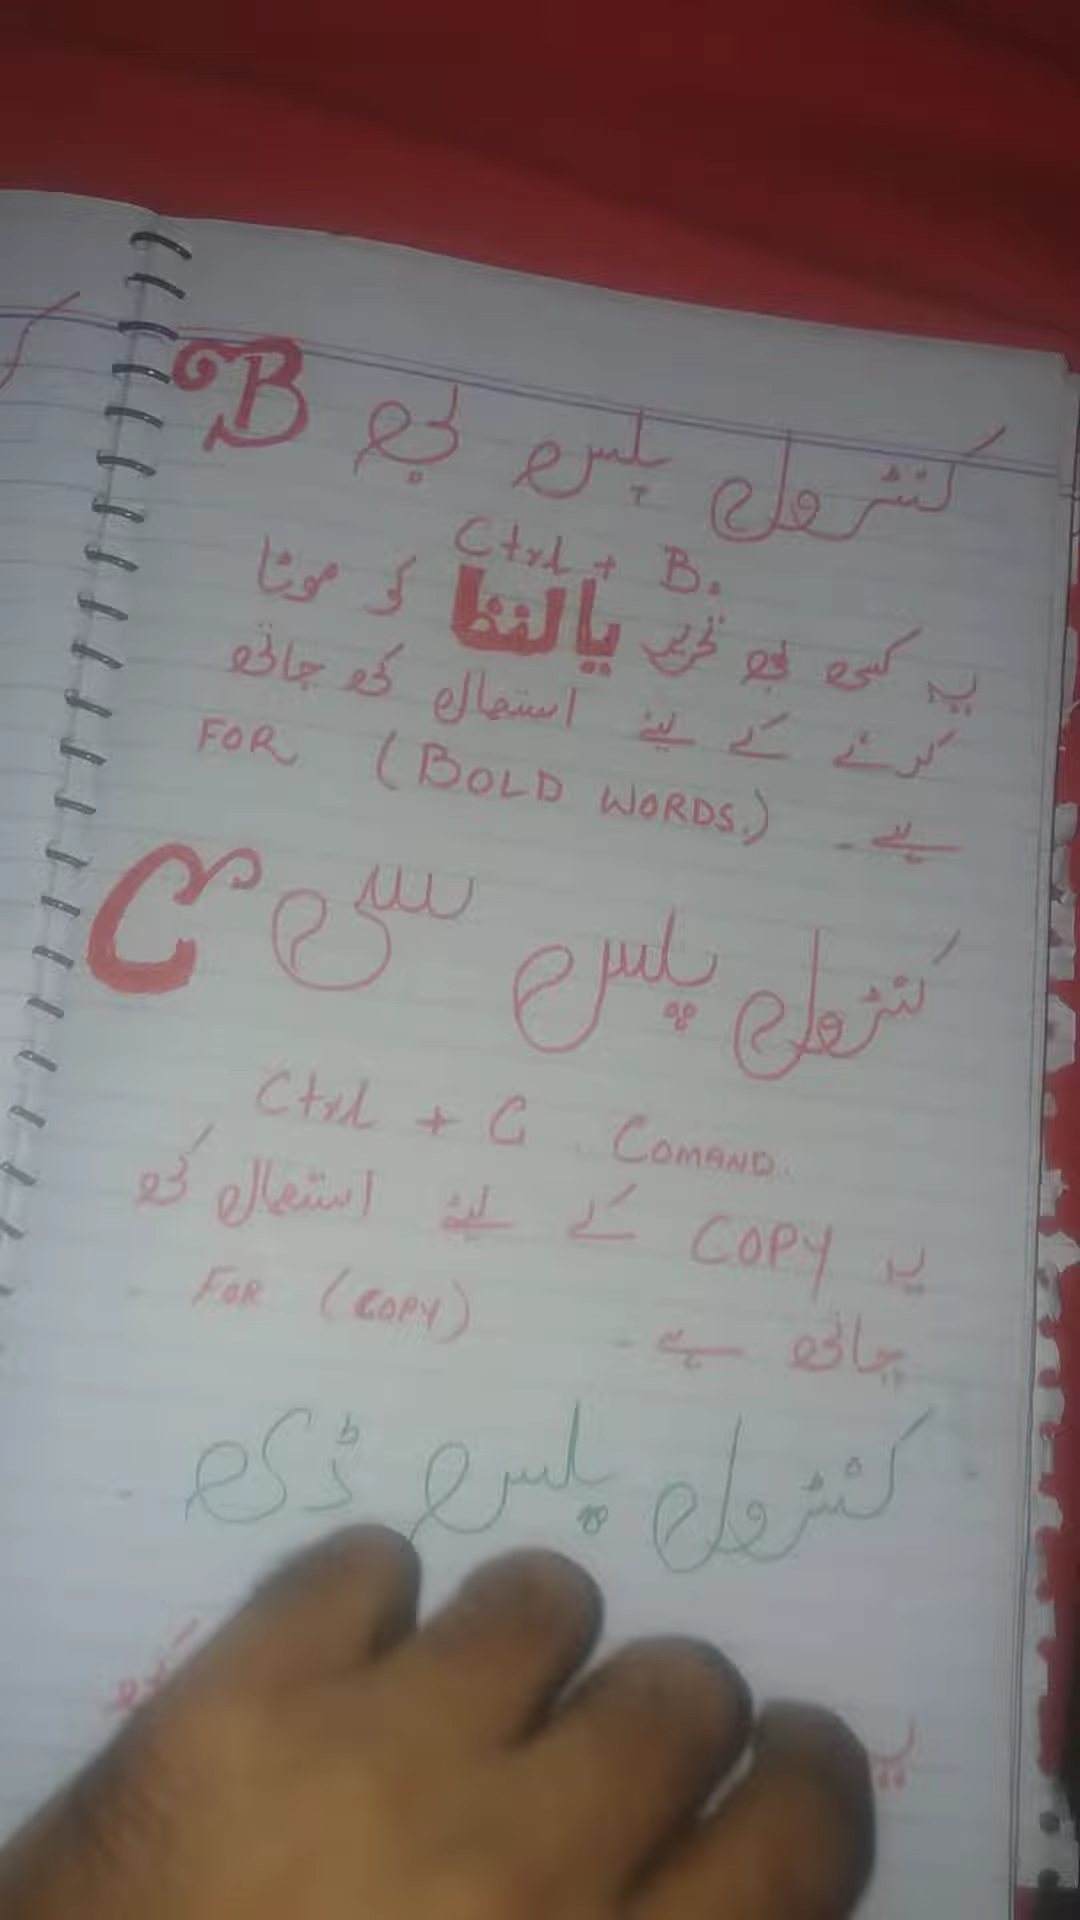 کنٹرول پلس بی B
Ctrl + B.
یہ کسی بھی تحریر یا لفظ کو موٹا
کرنے کے لیئے استعمال کی جاتی
ہے ۔ FOR (BOLD WORDS.)
کنٹرول پلس سی C
Ctrl + C. COMAND.
یہ COPY کے لیئے استعمال کی
جاتی ہے ۔ FOR (COPY)
کنٹرول پلس ڈی
یہ کی